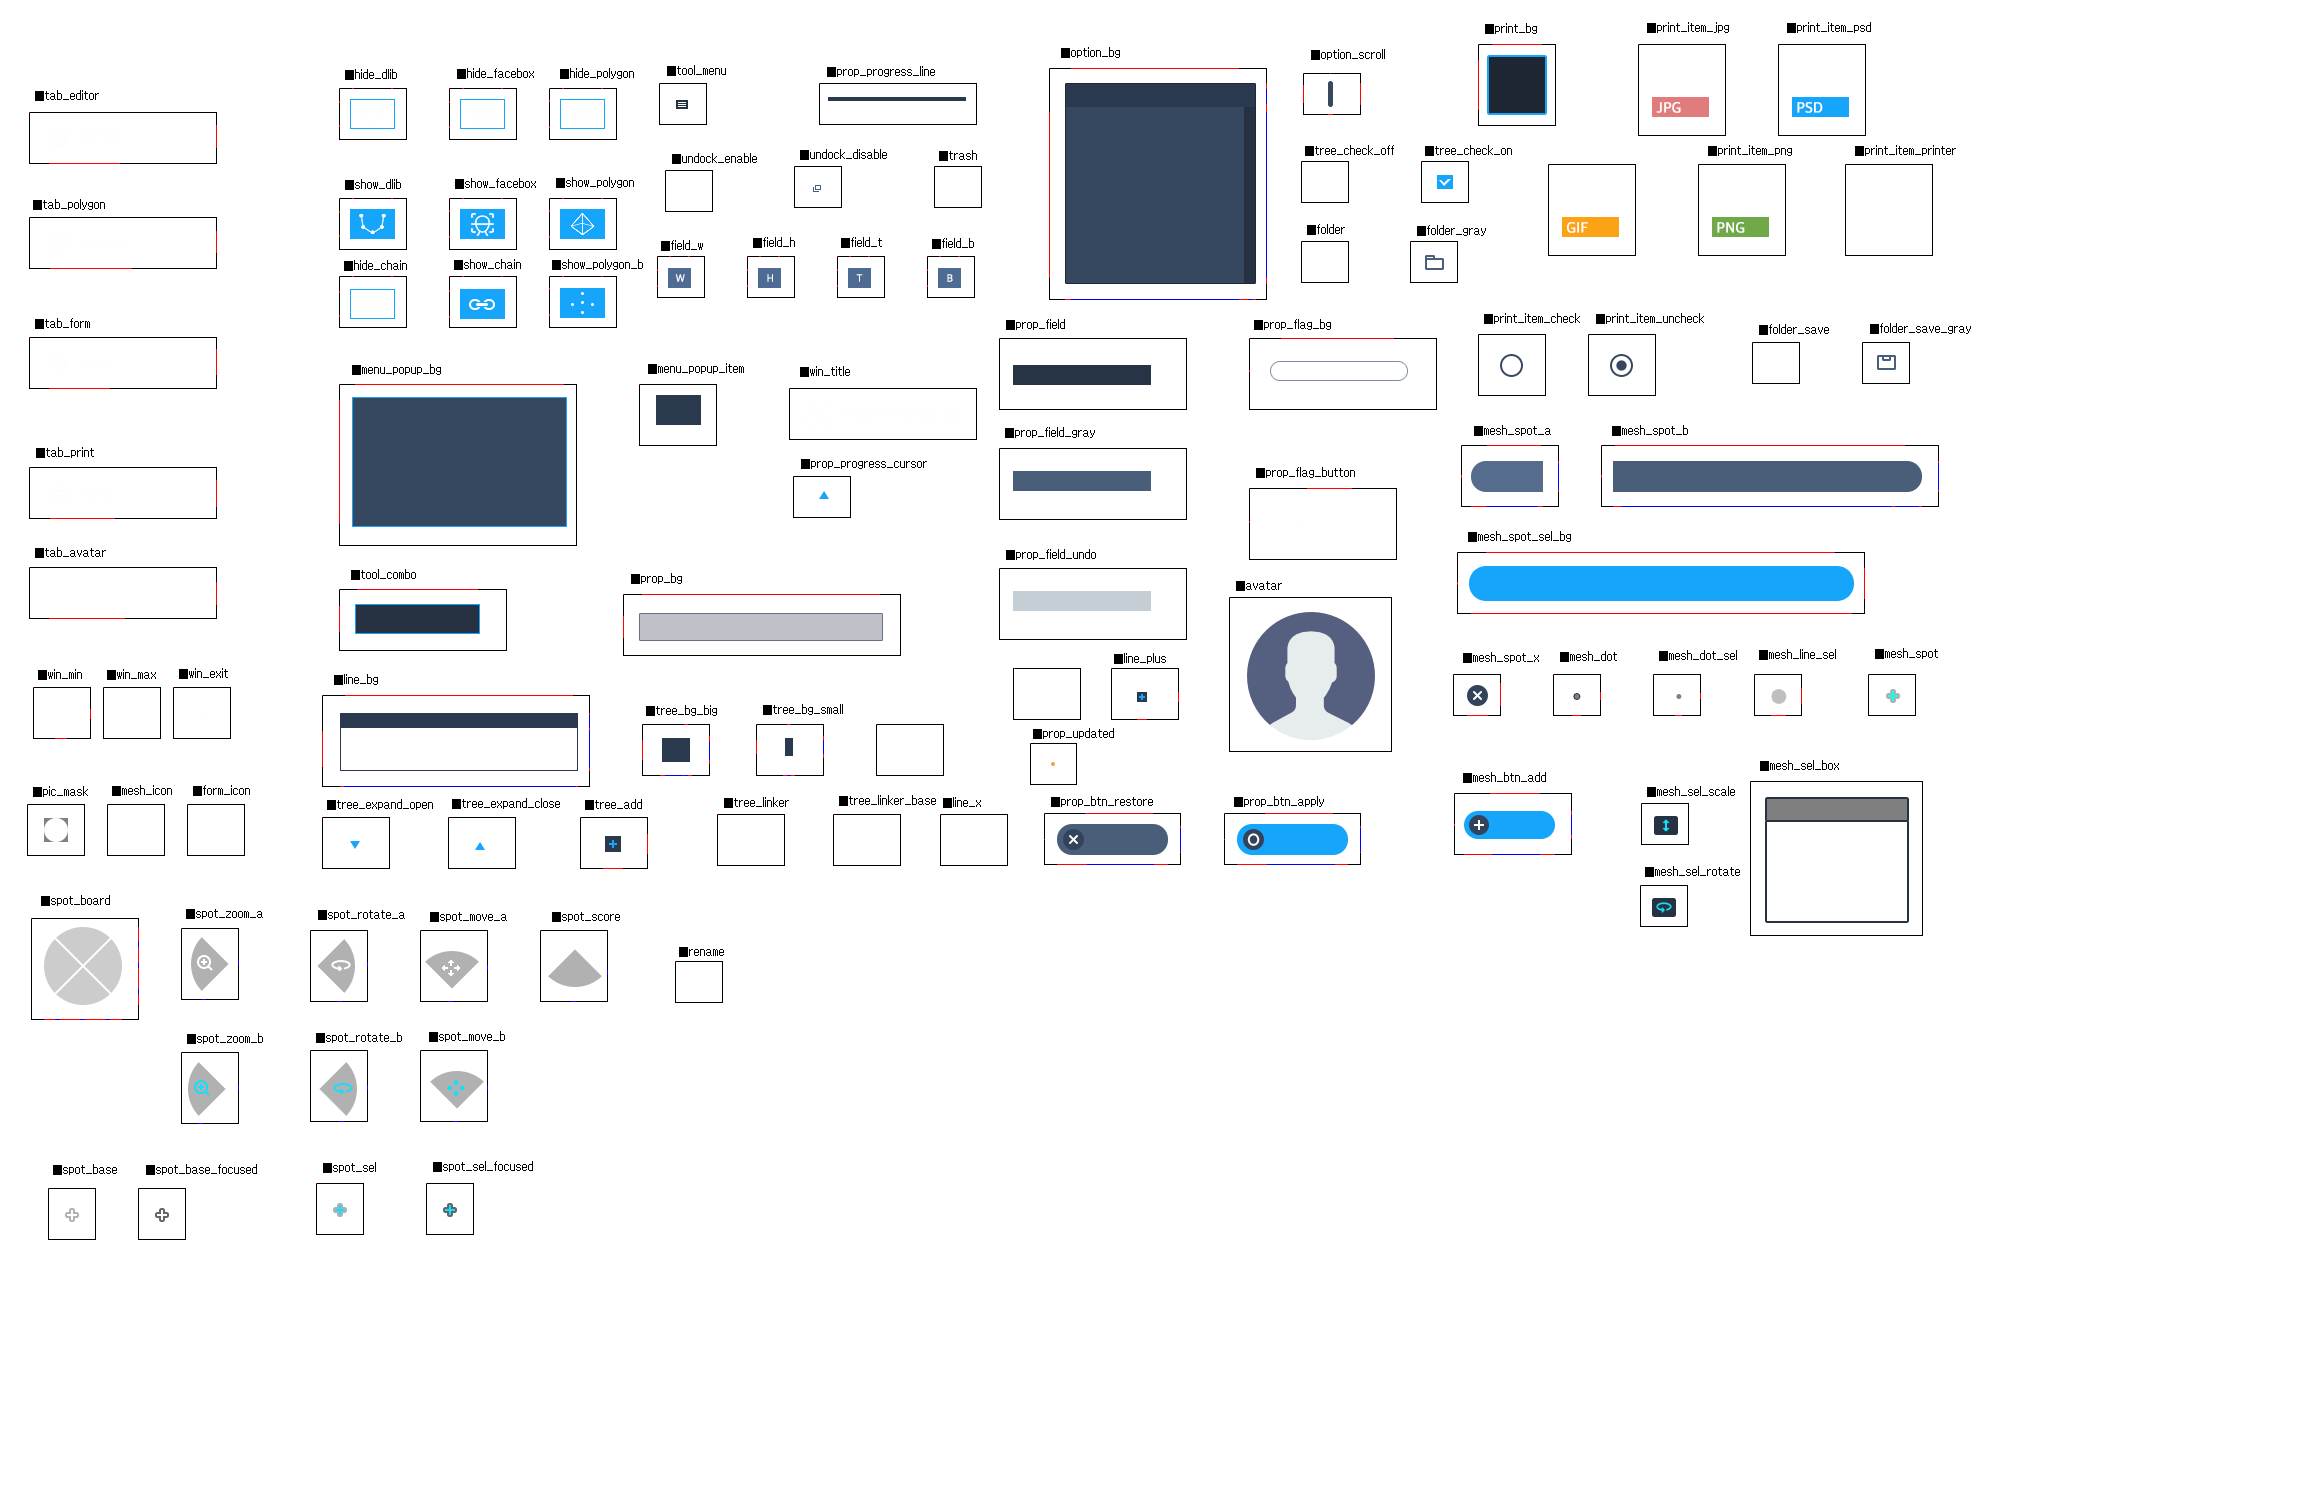 ■print_bg
■print_item_jpg
■print_item_psd
■option_bg
■option_scroll
■hide_dlib
■hide_facebox
■hide_polygon
■tool_menu
■prop_progress_line
■tab_editor
JPG
PSD
■undock_enable
■undock_disable
■trash
■tree_check_off
■tree_check_on
■print_item_png
■print_item_printer
■show_dlib
■show_facebox
■show_polygon
■tab_polygon
GIF
PNG
■field_w
■field_h
■field_t
■field_b
■folder
■folder_gray
■hide_chain
■show_chain
■show_polygon_b
W
H
T
B
■tab_form
■prop_field
■prop_flag_bg
■print_item_check
■print_item_uncheck
■folder_save
■folder_save_gray
■menu_popup_bg
■menu_popup_item
■win_title
■prop_field_gray
■mesh_spot_a
■mesh_spot_b
■tab_print
■prop_progress_cursor
■prop_flag_button
■mesh_spot_sel_bg
■tab_avatar
■tool_combo
■prop_bg
■prop_field_undo
■avatar
■win_min
■win_max
■win_exit
■line_bg
■line_plus
■mesh_spot_x
■mesh_dot
■mesh_dot_sel
■mesh_line_sel
■mesh_spot
■tree_bg_big
■tree_bg_small
■prop_updated
■mesh_btn_add
■mesh_sel_box
■pic_mask
■mesh_icon
■form_icon
■tree_expand_open
■tree_expand_close
■tree_add
■tree_linker
■tree_linker_base
■line_x
■prop_btn_restore
■prop_btn_apply
■mesh_sel_scale
■mesh_sel_rotate
■spot_board
■spot_zoom_a
■spot_rotate_a
■spot_move_a
■spot_score
■rename
■spot_zoom_b
■spot_rotate_b
■spot_move_b
■spot_base
■spot_base_focused
■spot_sel
■spot_sel_focused